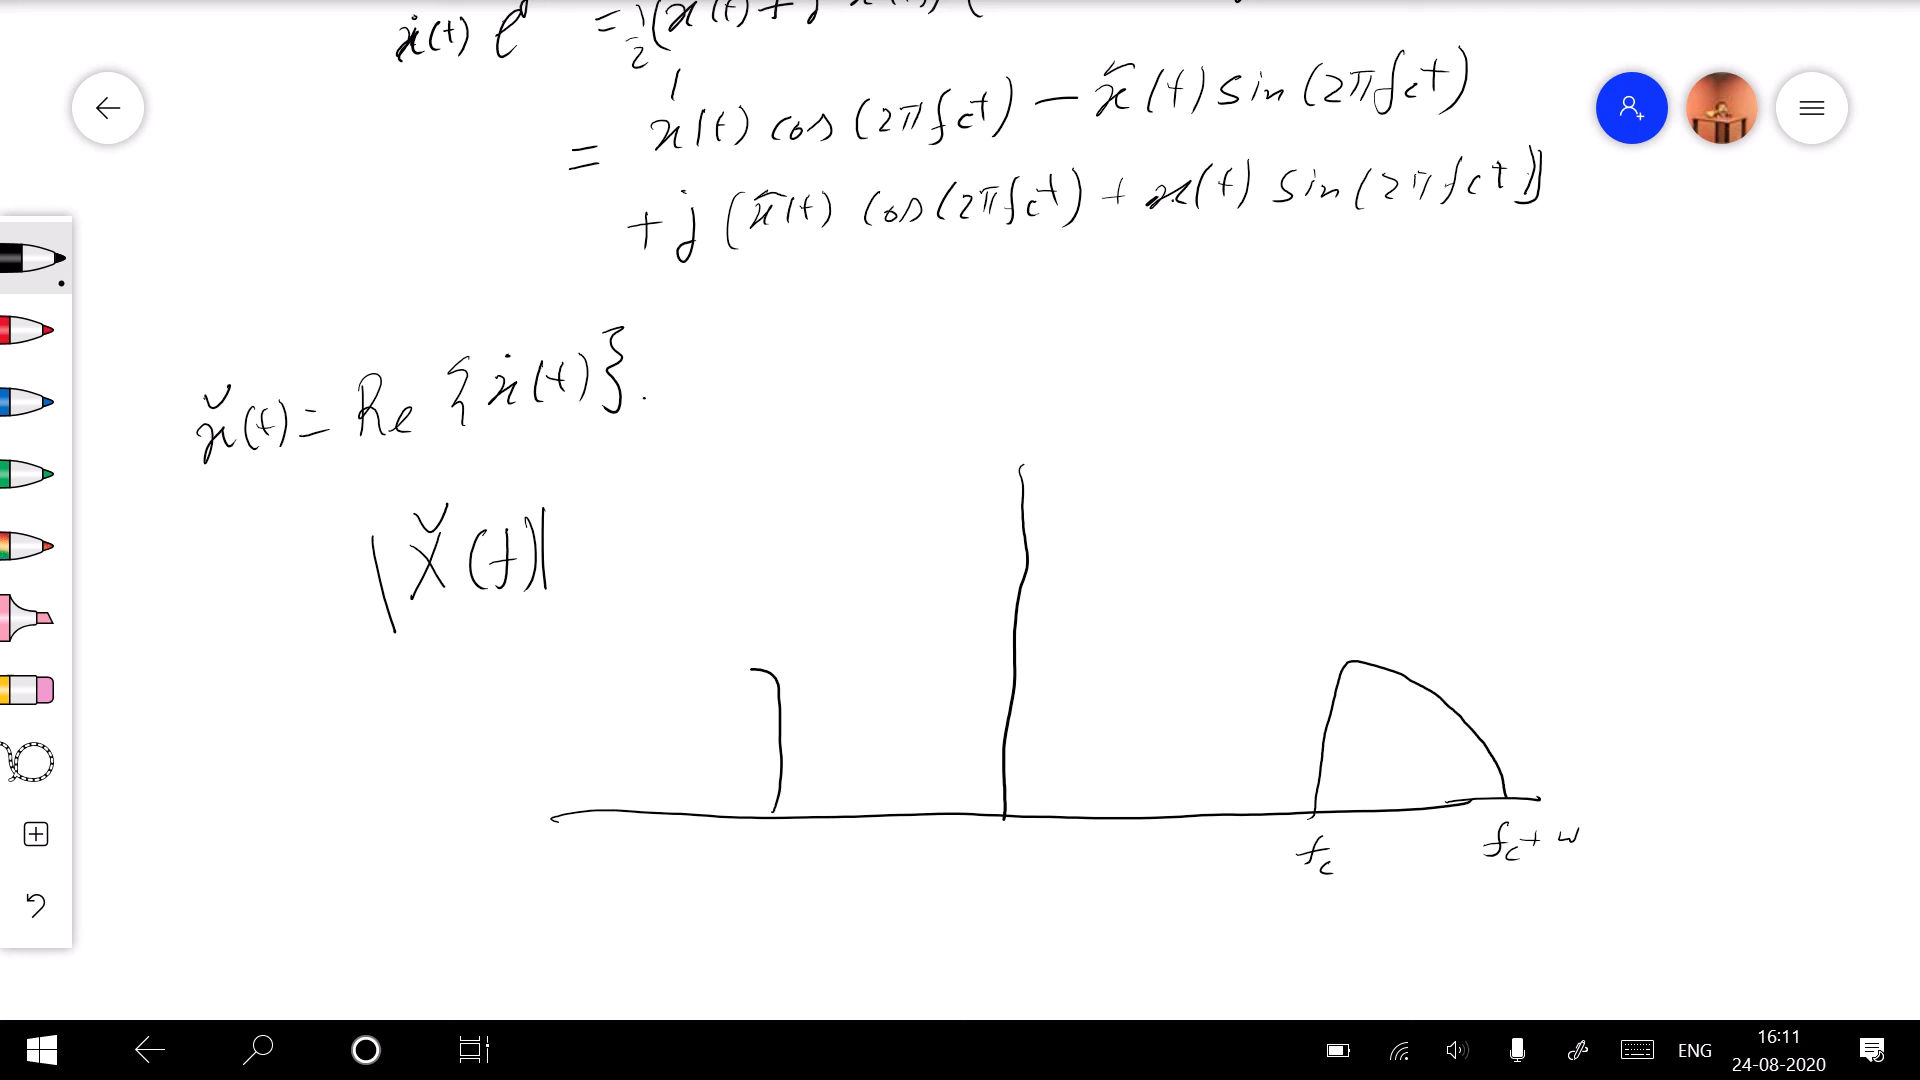 ẋ(t) e = 1/2 (x(t) + j
= x(t) cos(2πfct) − x̂(t) sin(2πfct)
+ j (x̂(t) cos(2πfct) + x(t) sin(2πfct))
x̌(t) = Re {ẋ(t)}.
|X̌(f)|
fc fc + w
ENG
16:11
24-08-2020